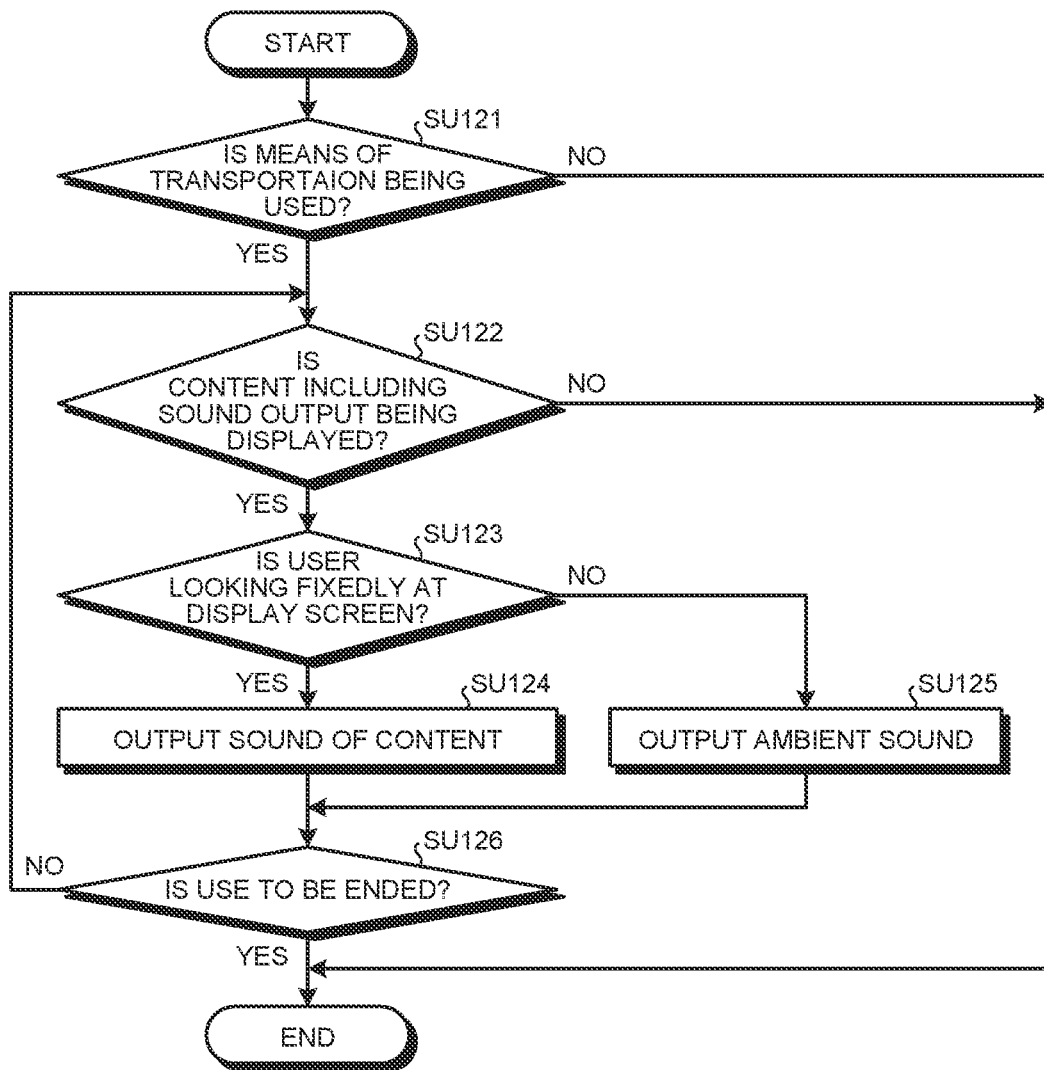 START
SU121
IS MEANS OF
TRANSPORTAION BEING
USED?
NO
YES
SU122
IS
CONTENT INCLUDING
SOUND OUTPUT BEING
DISPLAYED?
NO
YES
SU123
IS USER
LOOKING FIXEDLY AT
DISPLAY SCREEN?
NO
YES
SU124
OUTPUT SOUND OF CONTENT
SU125
OUTPUT AMBIENT SOUND
SU126
IS USE TO BE ENDED?
NO
YES
END